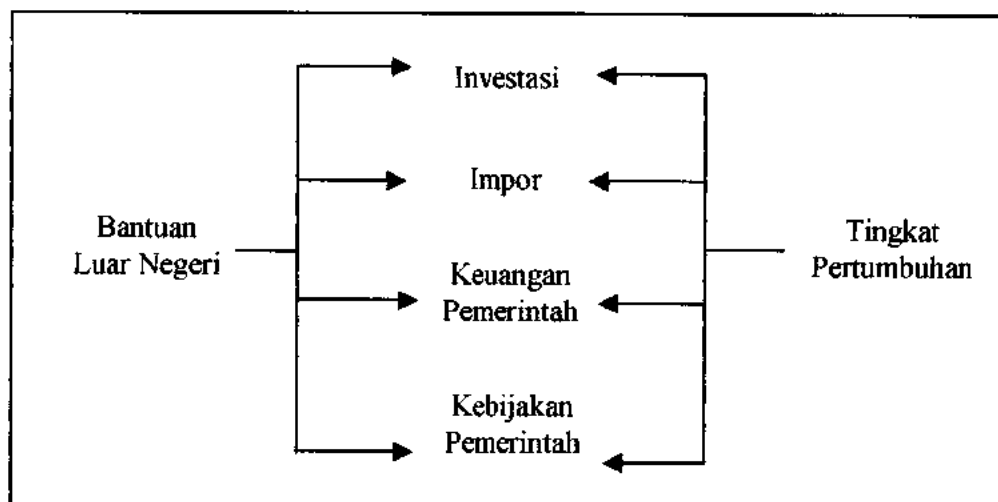 Investasi
Impor
Bantuan
Luar Negeri
Tingkat
Pertumbuhan
Keuangan
Pemerintah
Kebijakan
Pemerintah